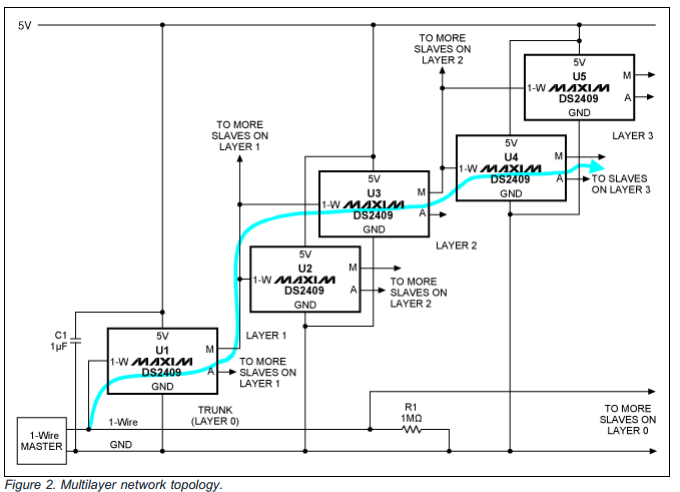 5V
TO MORE
SLAVES ON
LAYER 2
5V
U5
1-W MAXIM
DS2409
GND
M
A
LAYER 3
TO MORE
SLAVES ON
LAYER 1
5V
U4
1-W MAXIM
DS2409
GND
M
A
TO SLAVES
ON LAYER 3
5V
U3
1-W MAXIM
DS2409
GND
M
A
LAYER 2
5V
U2
1-W MAXIM
DS2409
GND
M
A
TO MORE
SLAVES ON
LAYER 2
C1
1µF
LAYER 1
5V
U1
1-W MAXIM
DS2409
GND
M
A
TO MORE
SLAVES ON
LAYER 1
TRUNK
(LAYER 0)
R1
1MΩ
TO MORE
SLAVES ON
LAYER 0
1-Wire
MASTER
1-Wire
GND
Figure 2. Multilayer network topology.